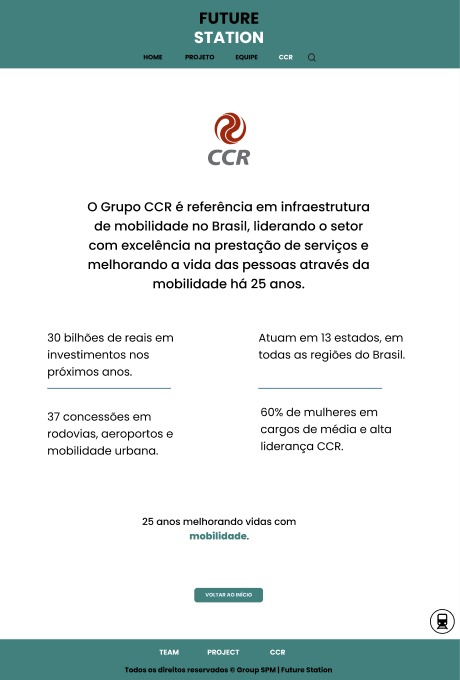 FUTURE
STATION
HOME PROJETO EQUIPE CCR
CCR
O Grupo CCR é referência em infraestrutura
de mobilidade no Brasil, liderando o setor
com excelência na prestação de serviços e
melhorando a vida das pessoas através da
mobilidade há 25 anos.
30 bilhões de reais em
investimentos nos
próximos anos.
Atuam em 13 estados, em
todas as regiões do Brasil.
37 concessões em
rodovias, aeroportos e
mobilidade urbana.
60% de mulheres em
cargos de média e alta
liderança CCR.
25 anos melhorando vidas com
mobilidade.
VOLTAR AO INÍCIO
TEAM PROJECT CCR
Todos os direitos reservados © Group SPM | Future Station